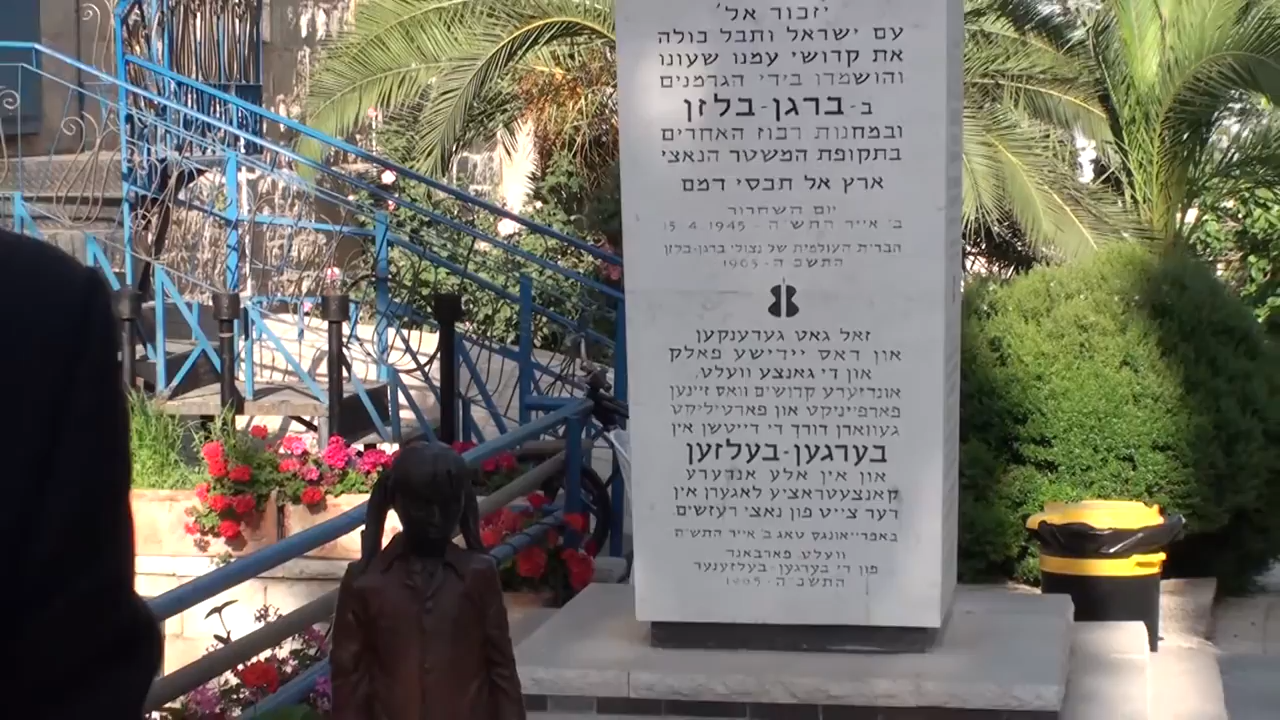 יזכור אל'
עם ישראל ותבל כולה
את קדושי עמנו שעונו
והושמדו בידי הגרמנים
ב-ברגן-בלזן
ובמחנות רכוז האחרים
בתקופת המשטר הנאצי
ארץ אל תכסי דמם
יום השחרור
ב' אייר התש"ה - 15.4.1945
הברית העולמית של נצולי ברגן-בלזן
התשכ"ה - 1965
זאל גאט געדענקען
און דאס יידישע פאלק
און די גאנצע וועלט,
אונדזערע קדושים וואס זיינען
פארפייניקט און פארטיליקט
געווארן דורך די דייטשן אין
בערגען-בעלזען
און אין אלע אנדערע
קאנצעטראציע לאגערן אין
דער צייט פון נאצי רעזשים.
באפרייאונגס טאג ב' אייר התש"ה
וועלט פארבאנד
פון די בערגען-בעלזענער
התשכ"ה - 1965